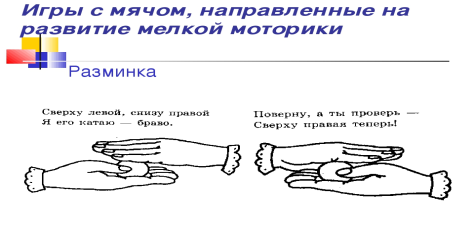 Игры с мячом, направленные на
развитие мелкой моторики
Разминка
Сверху левой, снизу правой
Я его катаю — браво.
Поверну, а ты проверь —
Сверху правая теперь!